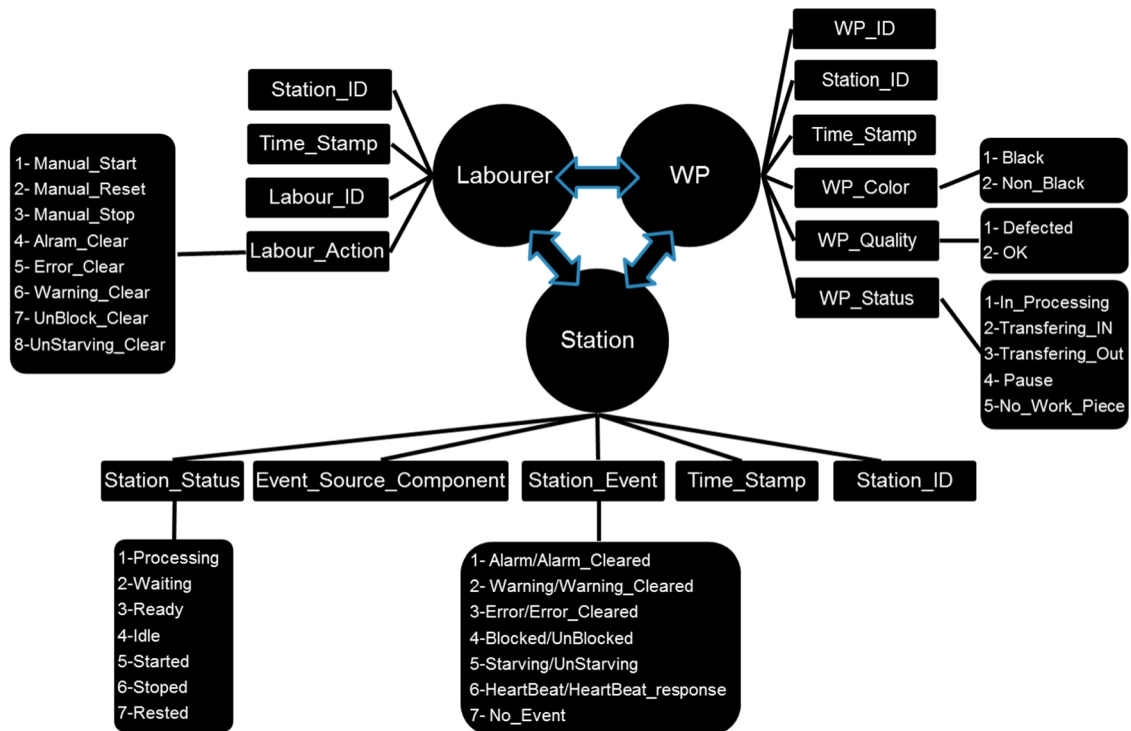 Station_ID
Time_Stamp
Labour_ID
Labour_Action
1- Manual_Start
2- Manual_Reset
3- Manual_Stop
4- Alram_Clear
5- Error_Clear
6- Warning_Clear
7- UnBlock_Clear
8-UnStarving_Clear
Labourer
WP
Station
WP_ID
Station_ID
Time_Stamp
WP_Color
WP_Quality
WP_Status
1- Black
2- Non_Black
1- Defected
2- OK
1-In_Processing
2-Transfering_IN
3-Transfering_Out
4- Pause
5-No_Work_Piece
Station_Status
Event_Source_Component
Station_Event
Time_Stamp
Station_ID
1-Processing
2-Waiting
3-Ready
4-Idle
5-Started
6-Stoped
7-Rested
1- Alarm/Alarm_Cleared
2- Warning/Warning_Cleared
3-Error/Error_Cleared
4-Blocked/UnBlocked
5-Starving/UnStarving
6-HeartBeat/HeartBeat_response
7- No_Event